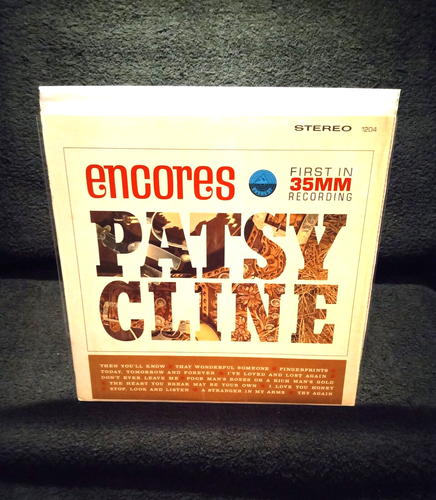 STEREO 1204
encores
EVEREST
FIRST IN
35MM
RECORDING
PATSY
CLINE
THEN YOU'LL KNOW THAT WONDERFUL SOMEONE FINGERPRINTS
TODAY, TOMORROW AND FOREVER I'VE LOVED AND LOST AGAIN
DON'T EVER LEAVE ME POOR MAN'S ROSES OR A RICH MAN'S GOLD
THE HEART YOU BREAK MAY BE YOUR OWN I LOVE YOU HONEY
STOP, LOOK AND LISTEN A STRANGER IN MY ARMS TRY AGAIN